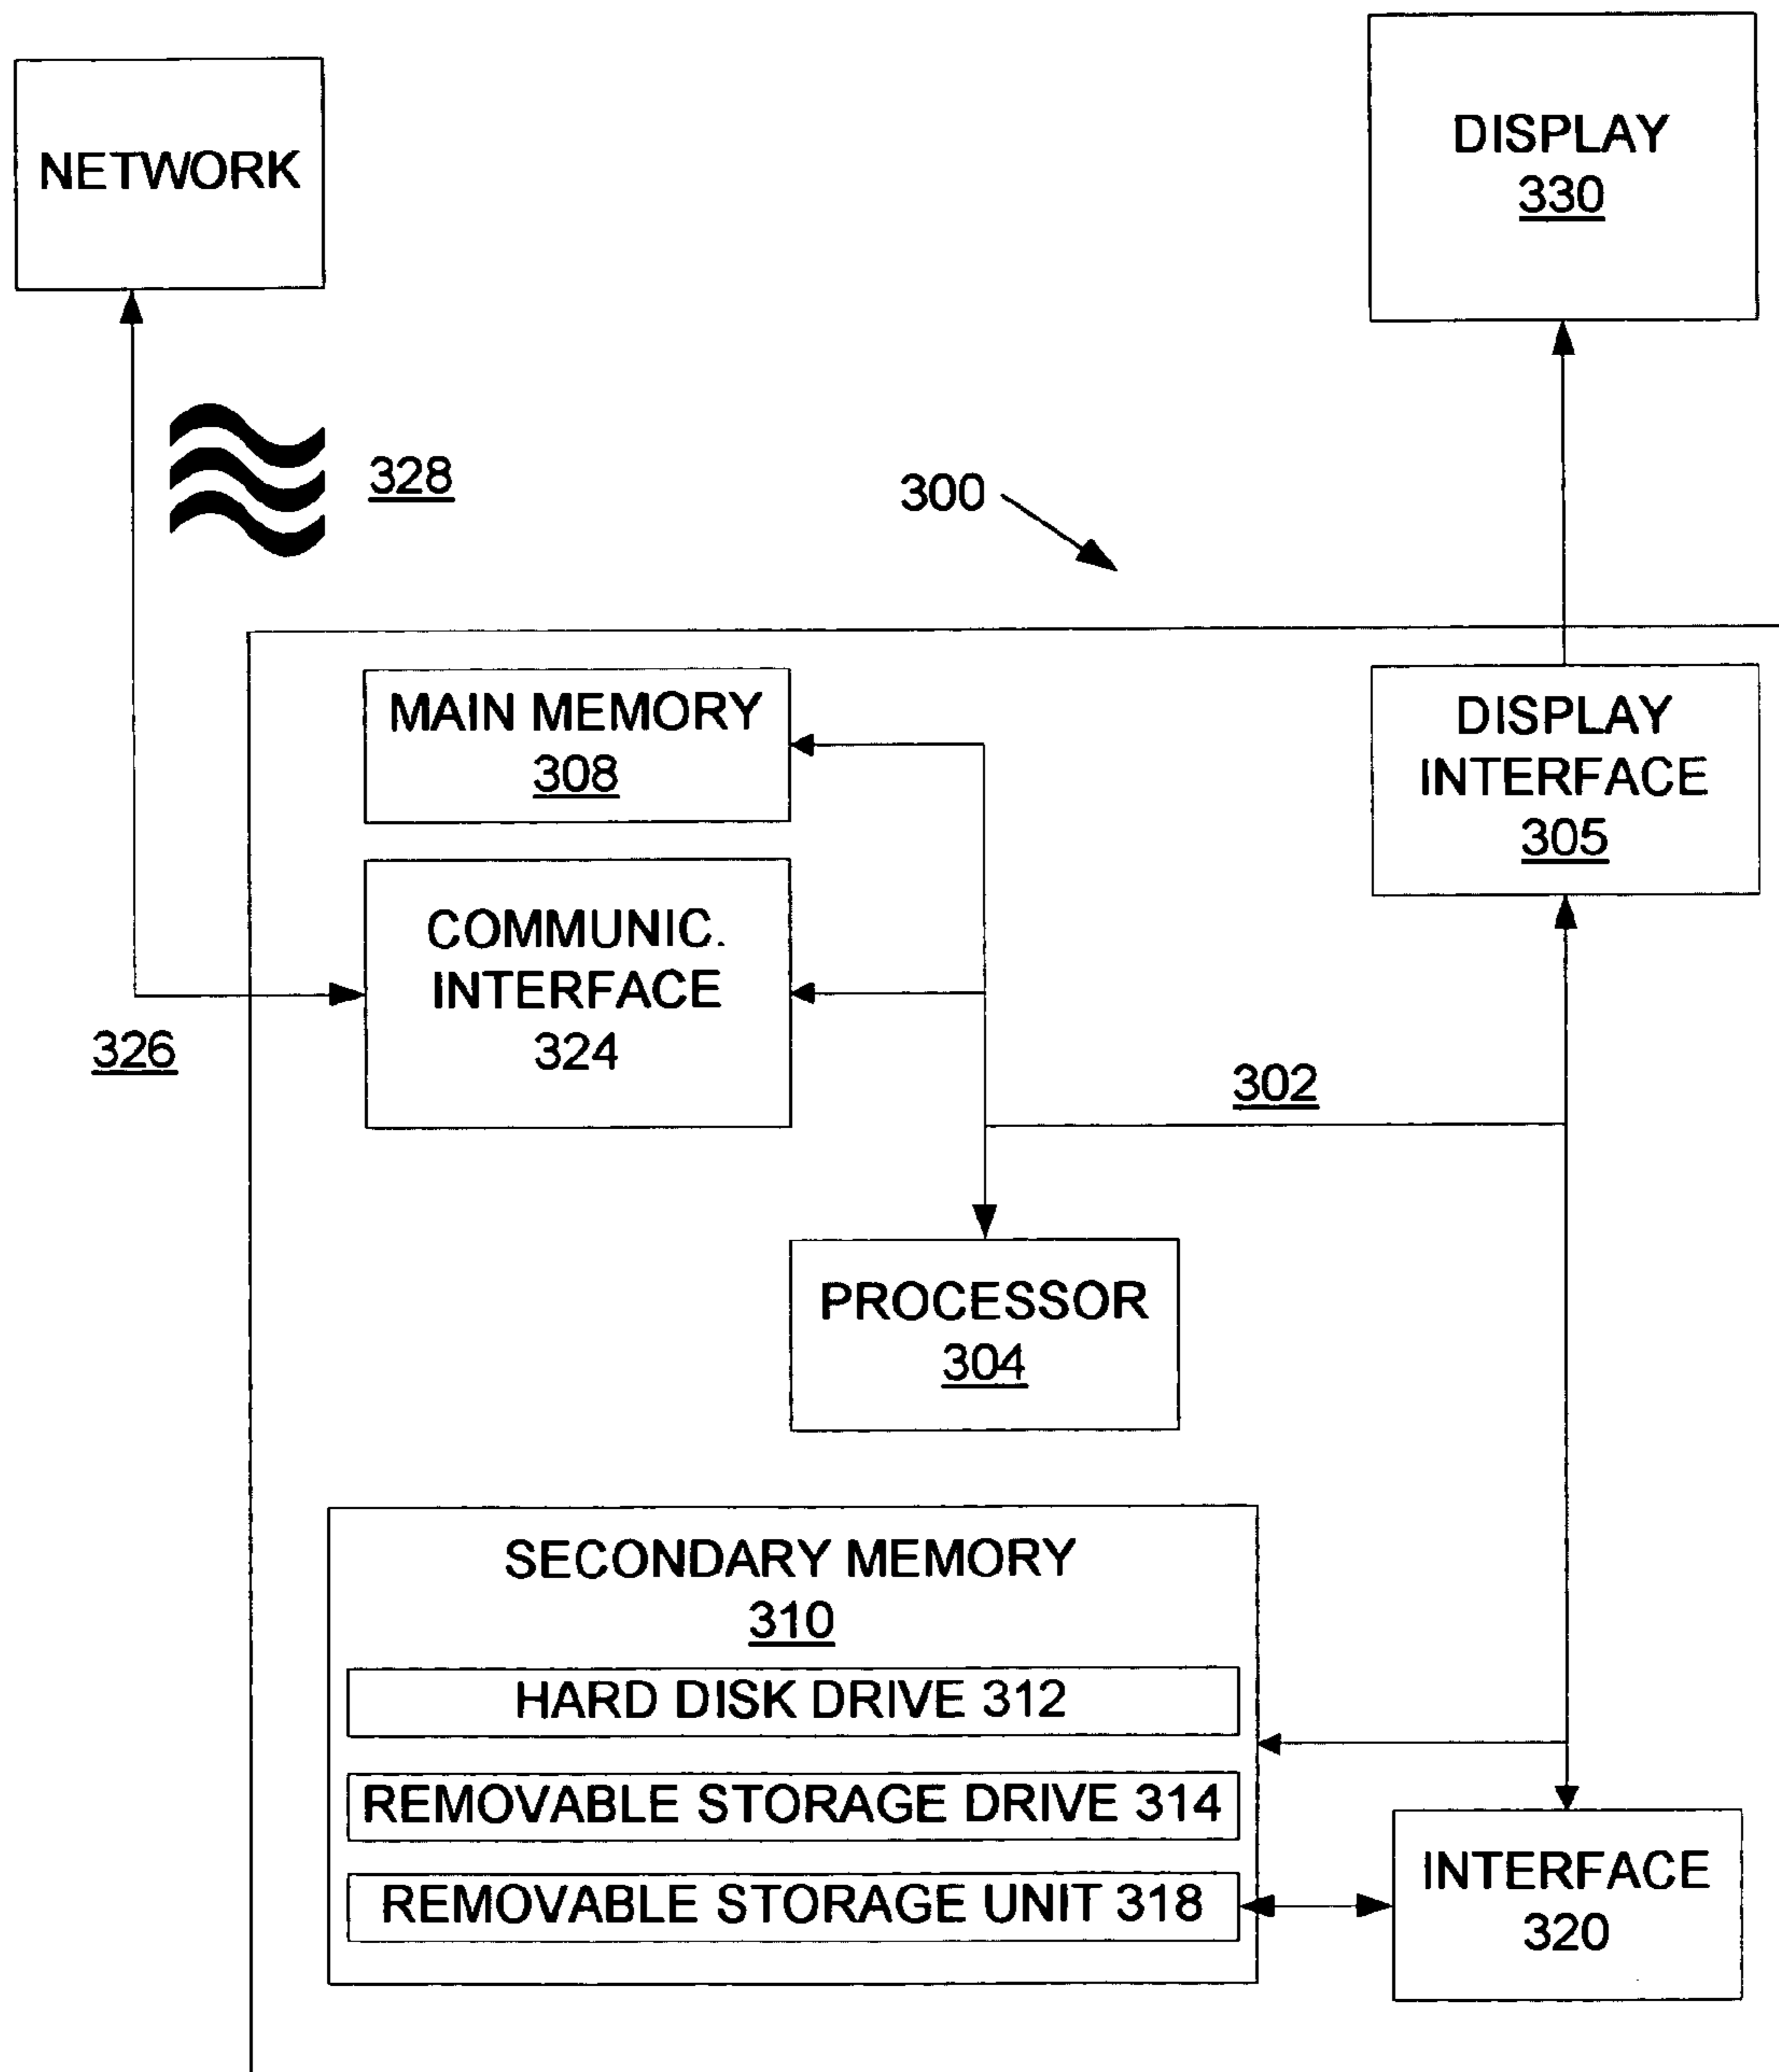 NETWORK
DISPLAY
330
328
300
MAIN MEMORY
308
DISPLAY
INTERFACE
305
COMMUNIC.
INTERFACE
324
326
302
PROCESSOR
304
SECONDARY MEMORY
310
HARD DISK DRIVE 312
REMOVABLE STORAGE DRIVE 314
REMOVABLE STORAGE UNIT 318
INTERFACE
320